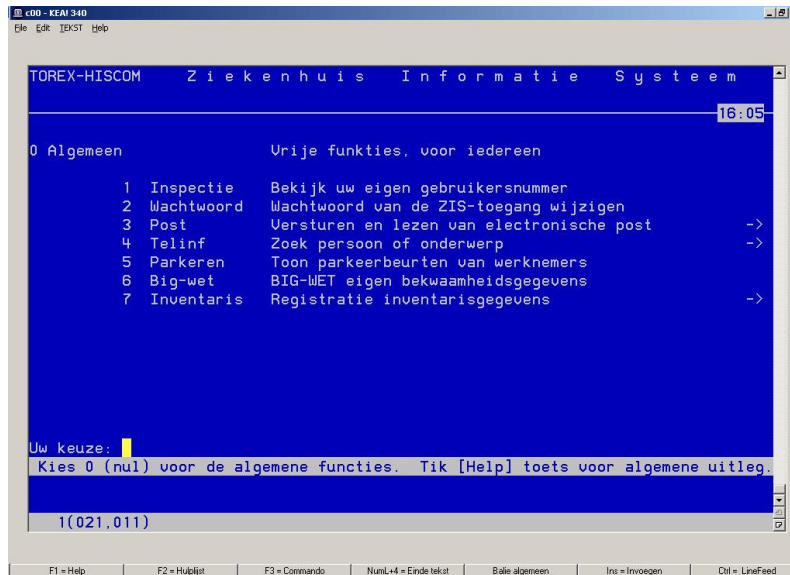 c00 - KEA! 340
File Edit TEKST Help
TOREX-HISCOM Ziekenhuis Informatie Systeem
16:05
0 Algemeen Vrije funkties, voor iedereen
1 Inspectie Bekijk uw eigen gebruikersnummer
2 Wachtwoord Wachtwoord van de ZIS-toegang wijzigen
3 Post Versturen en lezen van electronische post ->
4 Telinf Zoek persoon of onderwerp ->
5 Parkeren Toon parkeerbeurten van werknemers
6 Big-wet BIG-WET eigen bekwaamheidsgegevens
7 Inventaris Registratie inventarisgegevens ->
Uw keuze:
Kies 0 (nul) voor de algemene functies. Tik [Help] toets voor algemene uitleg.
1(021,011)
F1 = Help F2 = Hulplijst F3 = Commando NumL+4 = Einde tekst Balie algemeen Ins = Invoegen Ctrl = LineFeed